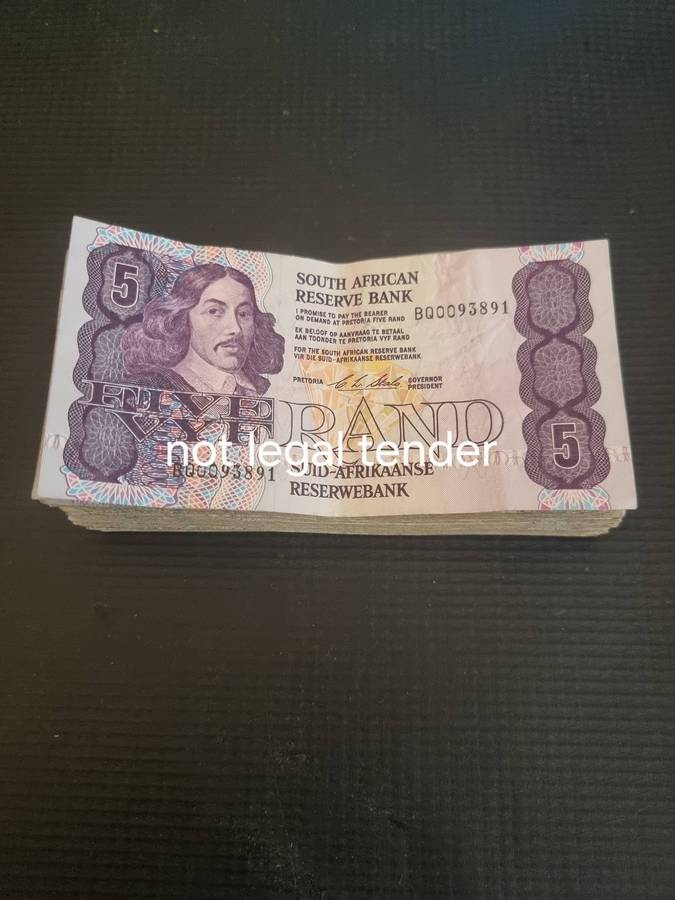 5
SOUTH AFRICAN
RESERVE BANK
I PROMISE TO PAY THE BEARER
ON DEMAND AT PRETORIA FIVE RAND
BQ0093891
EK BELOOF OP AANVRAAG TE BETAAL
AAN TOONDER TE PRETORIA VYF RAND
FOR THE SOUTH AFRICAN RESERVE BANK
VIR DIE SUID-AFRIKAANSE RESERWEBANK
PRETORIA
GOVERNOR
PRESIDENT
FIVE
VYF
RAND
5
not legal tender
BQ0093891
SUID-AFRIKAANSE
RESERWEBANK